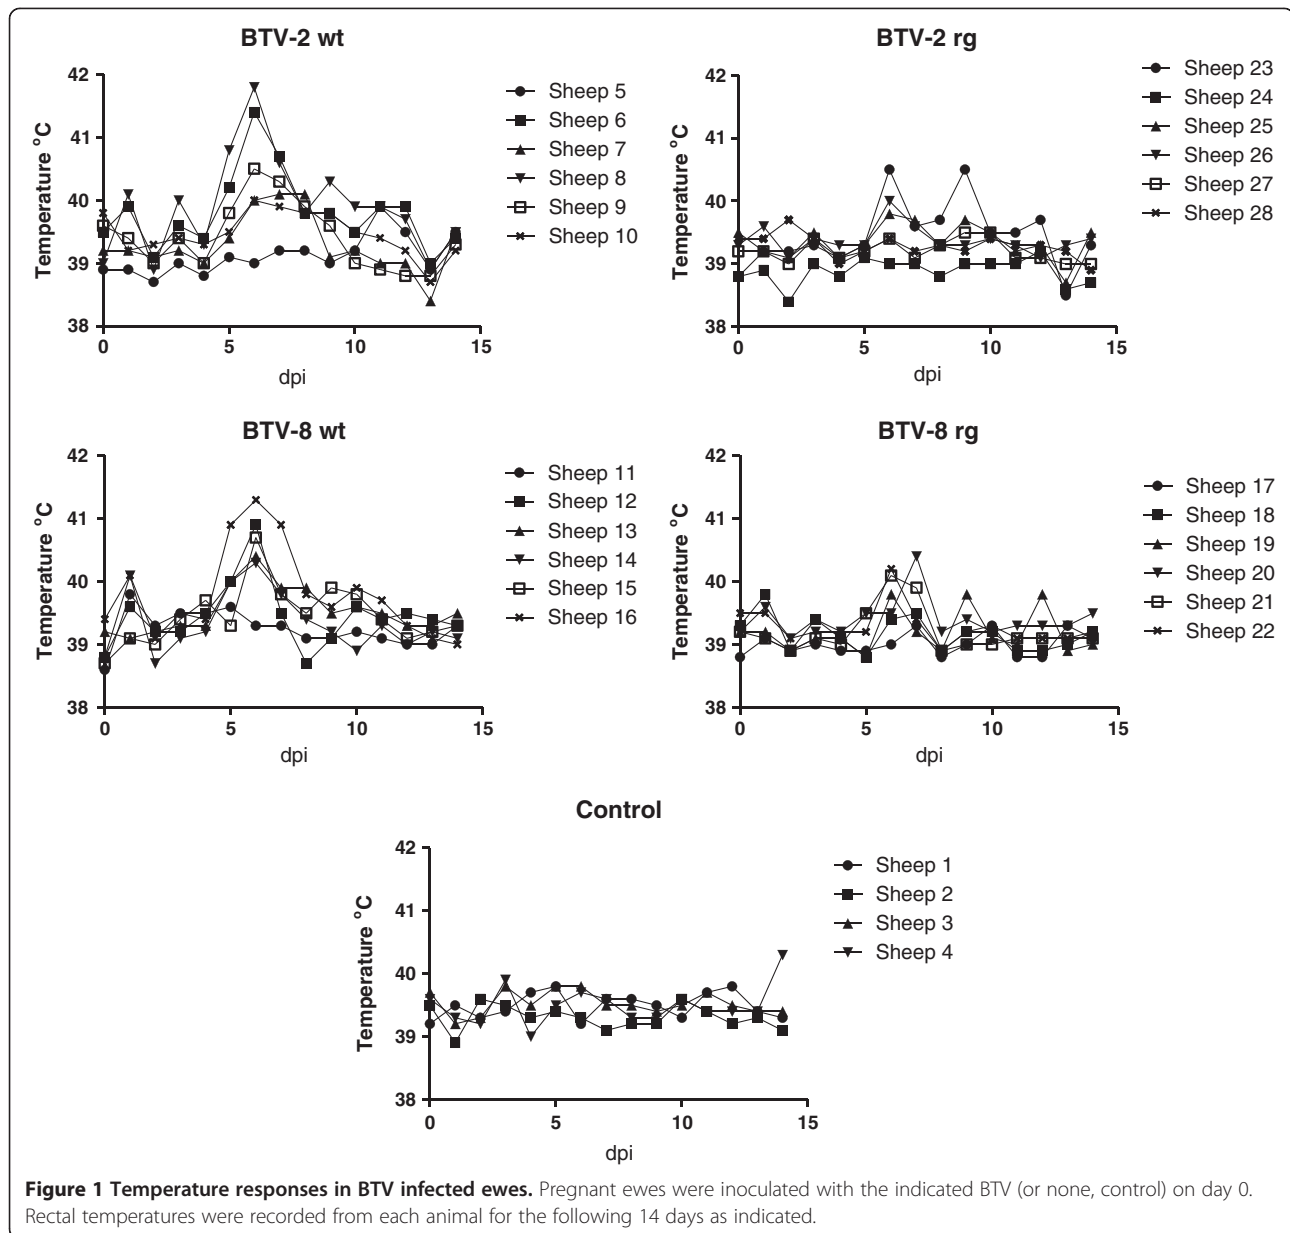 BTV-2 wt
42
41
40
39
38
Temperature °C
0
5
10
15
dpi
Sheep 5
Sheep 6
Sheep 7
Sheep 8
Sheep 9
Sheep 10
BTV-2 rg
42
41
40
39
38
Temperature °C
0
5
10
15
dpi
Sheep 23
Sheep 24
Sheep 25
Sheep 26
Sheep 27
Sheep 28
BTV-8 wt
42
41
40
39
38
Temperature °C
0
5
10
15
dpi
Sheep 11
Sheep 12
Sheep 13
Sheep 14
Sheep 15
Sheep 16
BTV-8 rg
42
41
40
39
38
Temperature °C
0
5
10
15
dpi
Sheep 17
Sheep 18
Sheep 19
Sheep 20
Sheep 21
Sheep 22
Control
42
41
40
39
38
Temperature °C
0
5
10
15
dpi
Sheep 1
Sheep 2
Sheep 3
Sheep 4
Figure 1 Temperature responses in BTV infected ewes. Pregnant ewes were inoculated with the indicated BTV (or none, control) on day 0.
Rectal temperatures were recorded from each animal for the following 14 days as indicated.